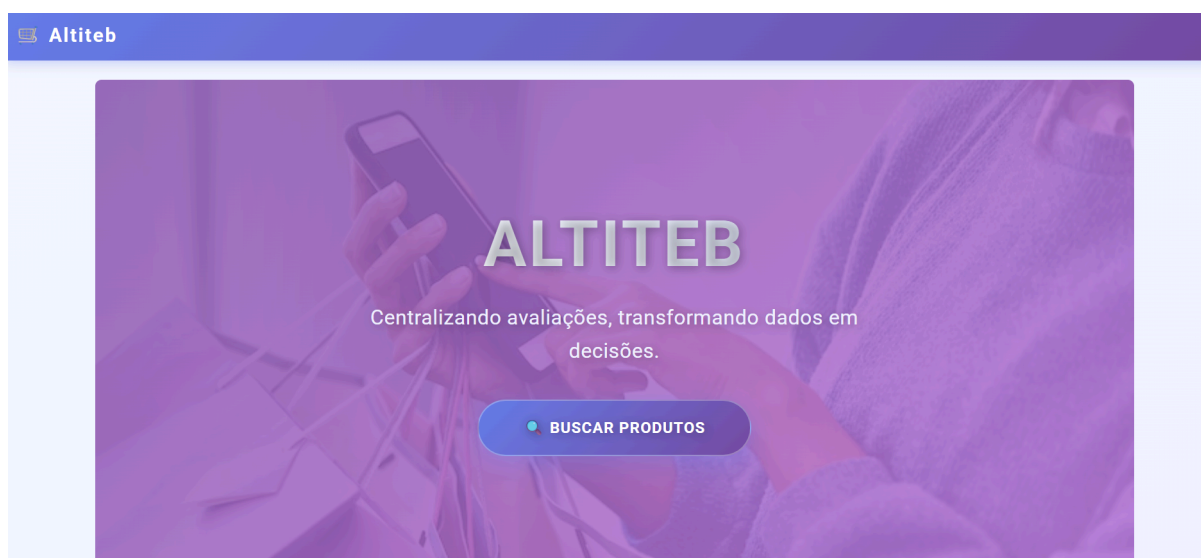 Altiteb
ALTITEB
Centralizando avaliações, transformando dados em
decisões.
BUSCAR PRODUTOS